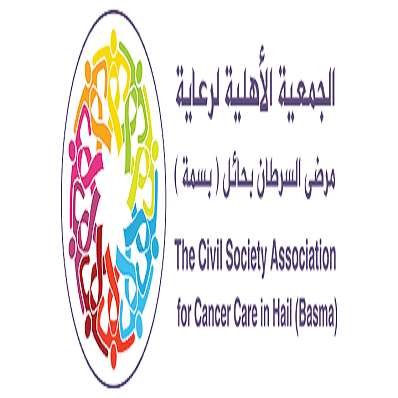 الجمعية الأهلية لرعاية
مرضى السرطان بحائل ( بسمة )
The Civil Society Association
for Cancer Care in Hail (Basma)